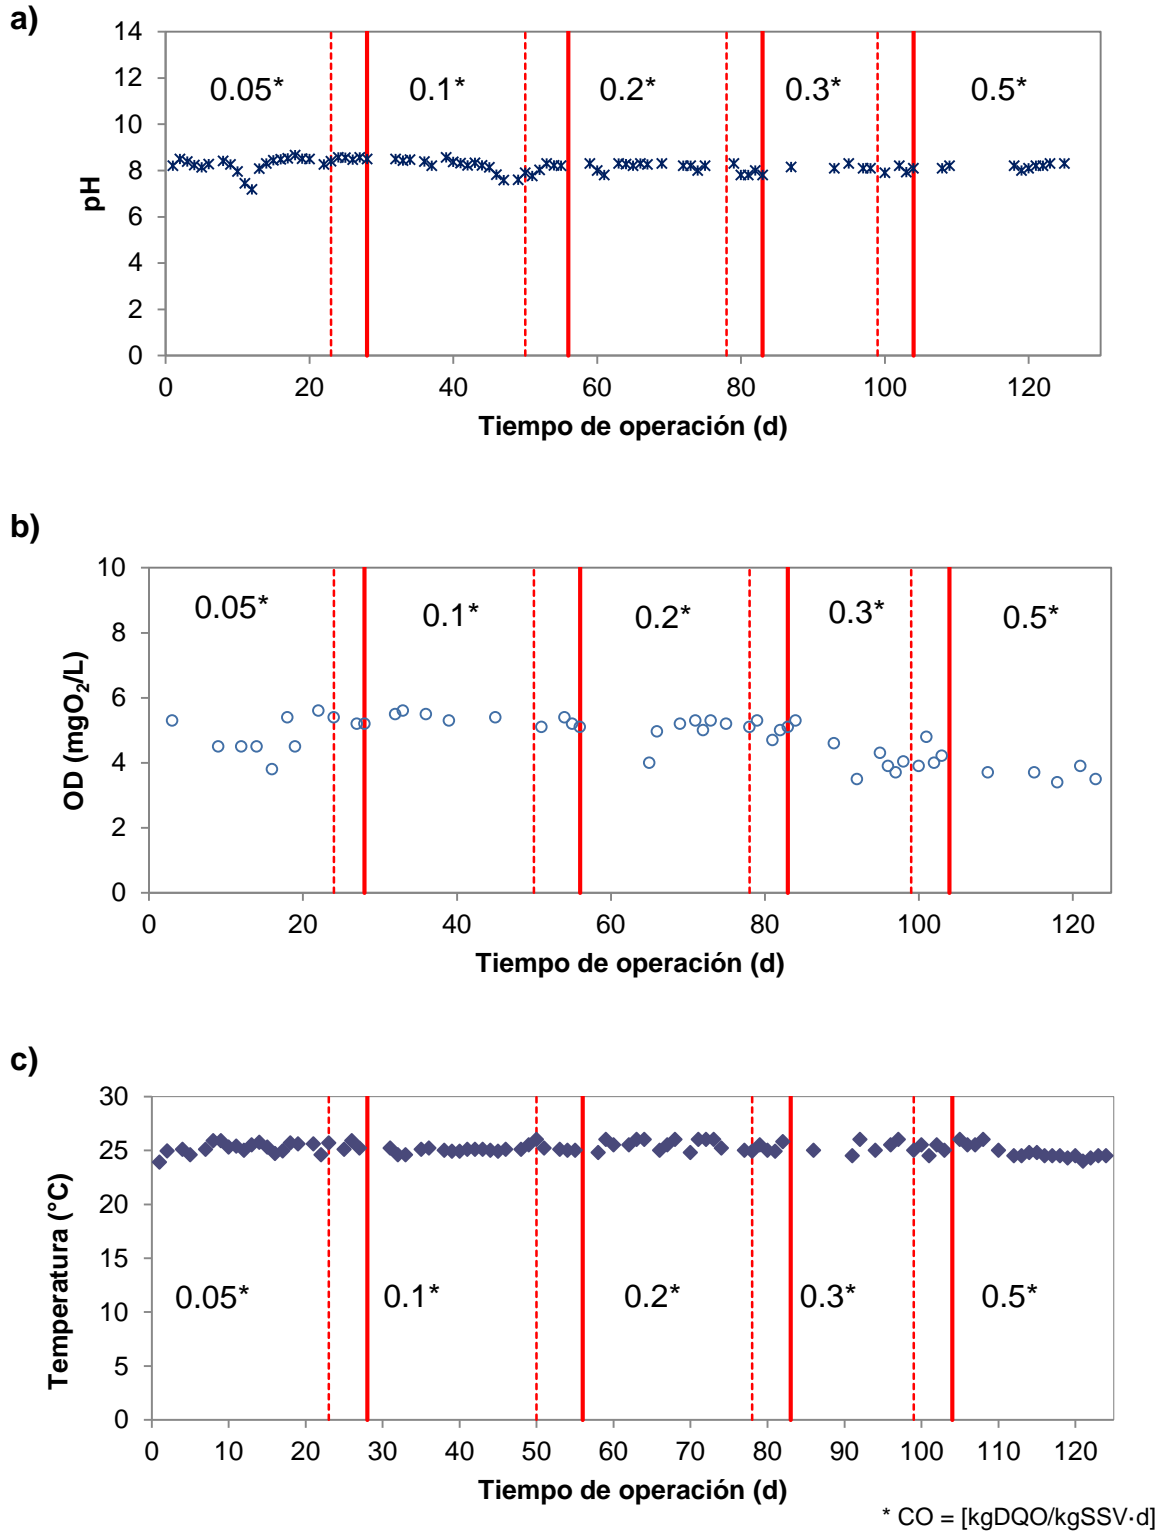 a)
14
12
10
8
6
4
2
0
pH
0.05* 0.1* 0.2* 0.3* 0.5*
0 20 40 60 80 100 120
Tiempo de operación (d)
b)
10
8
6
4
2
0
OD (mgO₂/L)
0.05* 0.1* 0.2* 0.3* 0.5*
0 20 40 60 80 100 120
Tiempo de operación (d)
c)
30
25
20
15
10
5
0
Temperatura (°C)
0.05* 0.1* 0.2* 0.3* 0.5*
0 10 20 30 40 50 60 70 80 90 100 110 120
Tiempo de operación (d)
* CO = [kgDQO/kgSSV·d]